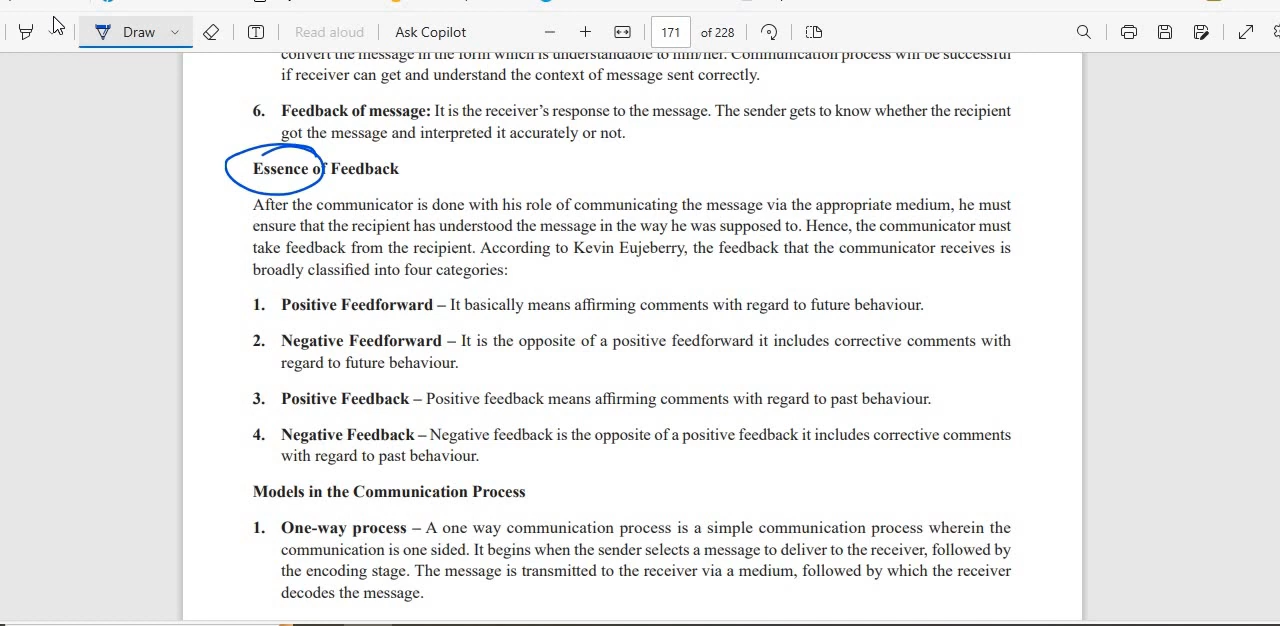 Draw
Read aloud
Ask Copilot
171 of 228
convert the message in the form which is understandable to him/her. Communication process will be successful
if receiver can get and understand the context of message sent correctly.
6. Feedback of message: It is the receiver’s response to the message. The sender gets to know whether the recipient
got the message and interpreted it accurately or not.
Essence of Feedback
After the communicator is done with his role of communicating the message via the appropriate medium, he must
ensure that the recipient has understood the message in the way he was supposed to. Hence, the communicator must
take feedback from the recipient. According to Kevin Eujeberry, the feedback that the communicator receives is
broadly classified into four categories:
1. Positive Feedforward – It basically means affirming comments with regard to future behaviour.
2. Negative Feedforward – It is the opposite of a positive feedforward it includes corrective comments with
regard to future behaviour.
3. Positive Feedback – Positive feedback means affirming comments with regard to past behaviour.
4. Negative Feedback – Negative feedback is the opposite of a positive feedback it includes corrective comments
with regard to past behaviour.
Models in the Communication Process
1. One-way process – A one way communication process is a simple communication process wherein the
communication is one sided. It begins when the sender selects a message to deliver to the receiver, followed by
the encoding stage. The message is transmitted to the receiver via a medium, followed by which the receiver
decodes the message.